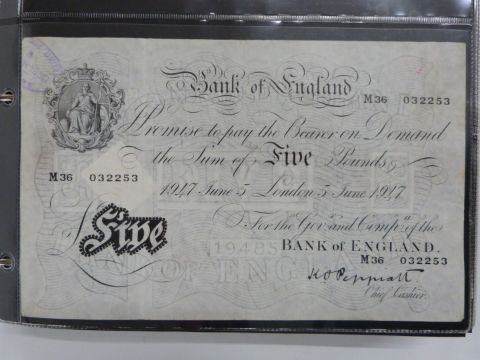 Bank of England
M36 032253
I Promise to pay the Bearer on Demand
the Sum of Five Pounds
M36 032253
1947 June 5 London 5 June 1947
For the Gov.r and Comp.a of the
£Five
BANK of ENGLAND.
M36 032253
K O Peppiatt
Chief Cashier.